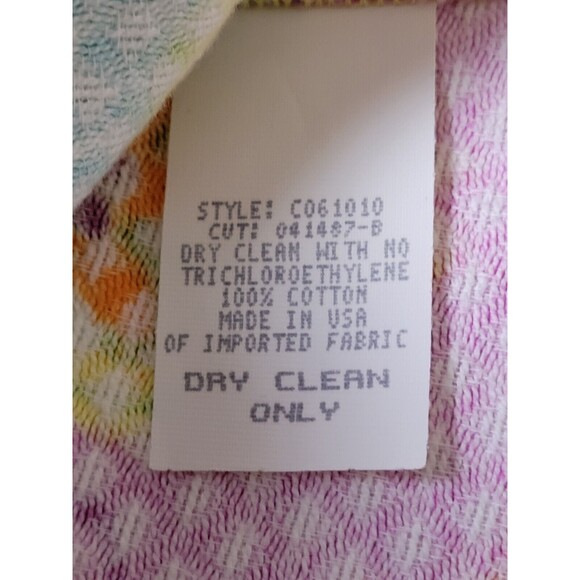 STYLE: C061010
CUT: 041487-B
DRY CLEAN WITH NO
TRICHLOROETHYLENE
100% COTTON
MADE IN USA
OF IMPORTED FABRIC
DRY CLEAN
ONLY